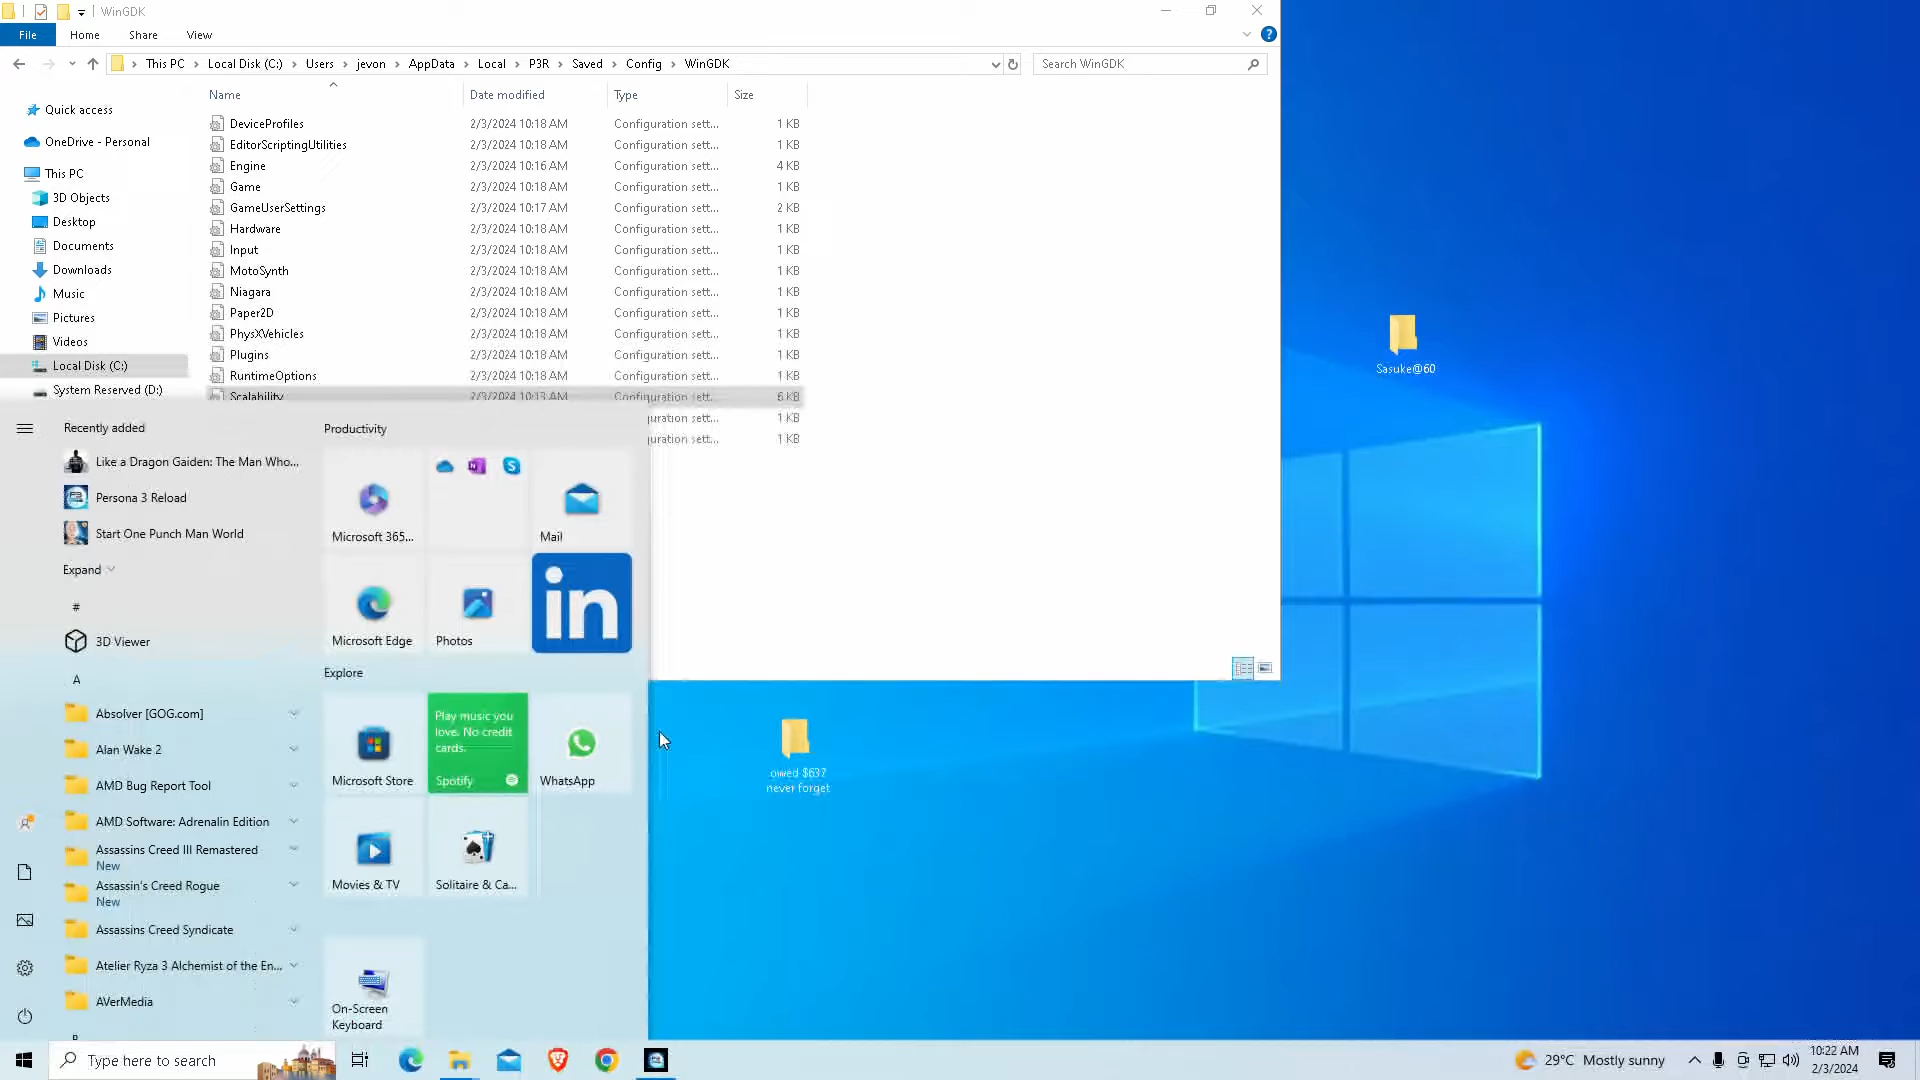 WinGDK
File
Home
Share
View
This PC
Local Disk (C:)
Users
jevon
AppData
Local
P3R
Saved
Config
WinGDK
Search WinGDK
Name
Date modified
Type
Size
Quick access
OneDrive - Personal
This PC
3D Objects
Desktop
Documents
Downloads
Music
Pictures
Videos
Local Disk (C:)
System Reserved (D:)
DeviceProfiles 2/3/2024 10:18 AM Configuration sett... 1 KB
EditorScriptingUtilities 2/3/2024 10:18 AM Configuration sett... 1 KB
Engine 2/3/2024 10:16 AM Configuration sett... 4 KB
Game 2/3/2024 10:18 AM Configuration sett... 1 KB
GameUserSettings 2/3/2024 10:17 AM Configuration sett... 2 KB
Hardware 2/3/2024 10:18 AM Configuration sett... 1 KB
Input 2/3/2024 10:18 AM Configuration sett... 1 KB
MotoSynth 2/3/2024 10:18 AM Configuration sett... 1 KB
Niagara 2/3/2024 10:18 AM Configuration sett... 1 KB
Paper2D 2/3/2024 10:18 AM Configuration sett... 1 KB
PhysXVehicles 2/3/2024 10:18 AM Configuration sett... 1 KB
Plugins 2/3/2024 10:18 AM Configuration sett... 1 KB
RuntimeOptions 2/3/2024 10:18 AM Configuration sett... 1 KB
Scalability 2/3/2024 10:13 AM Configuration sett... 6 KB
uration sett... 1 KB
uration sett... 1 KB
Sasuke@60
owed $637
never forget
Recently added
Like a Dragon Gaiden: The Man Who...
Persona 3 Reload
Start One Punch Man World
Expand
#
3D Viewer
A
Absolver [GOG.com]
Alan Wake 2
AMD Bug Report Tool
AMD Software: Adrenalin Edition
Assassins Creed III Remastered
New
Assassin's Creed Rogue
New
Assassins Creed Syndicate
Atelier Ryza 3 Alchemist of the En...
AVerMedia
Productivity
Microsoft 365...
Mail
Microsoft Edge
Photos
in
Explore
Microsoft Store
Play music you
love. No credit
cards.
Spotify
WhatsApp
Movies & TV
Solitaire & Ca...
On-Screen
Keyboard
Type here to search
29°C Mostly sunny
10:22 AM
2/3/2024